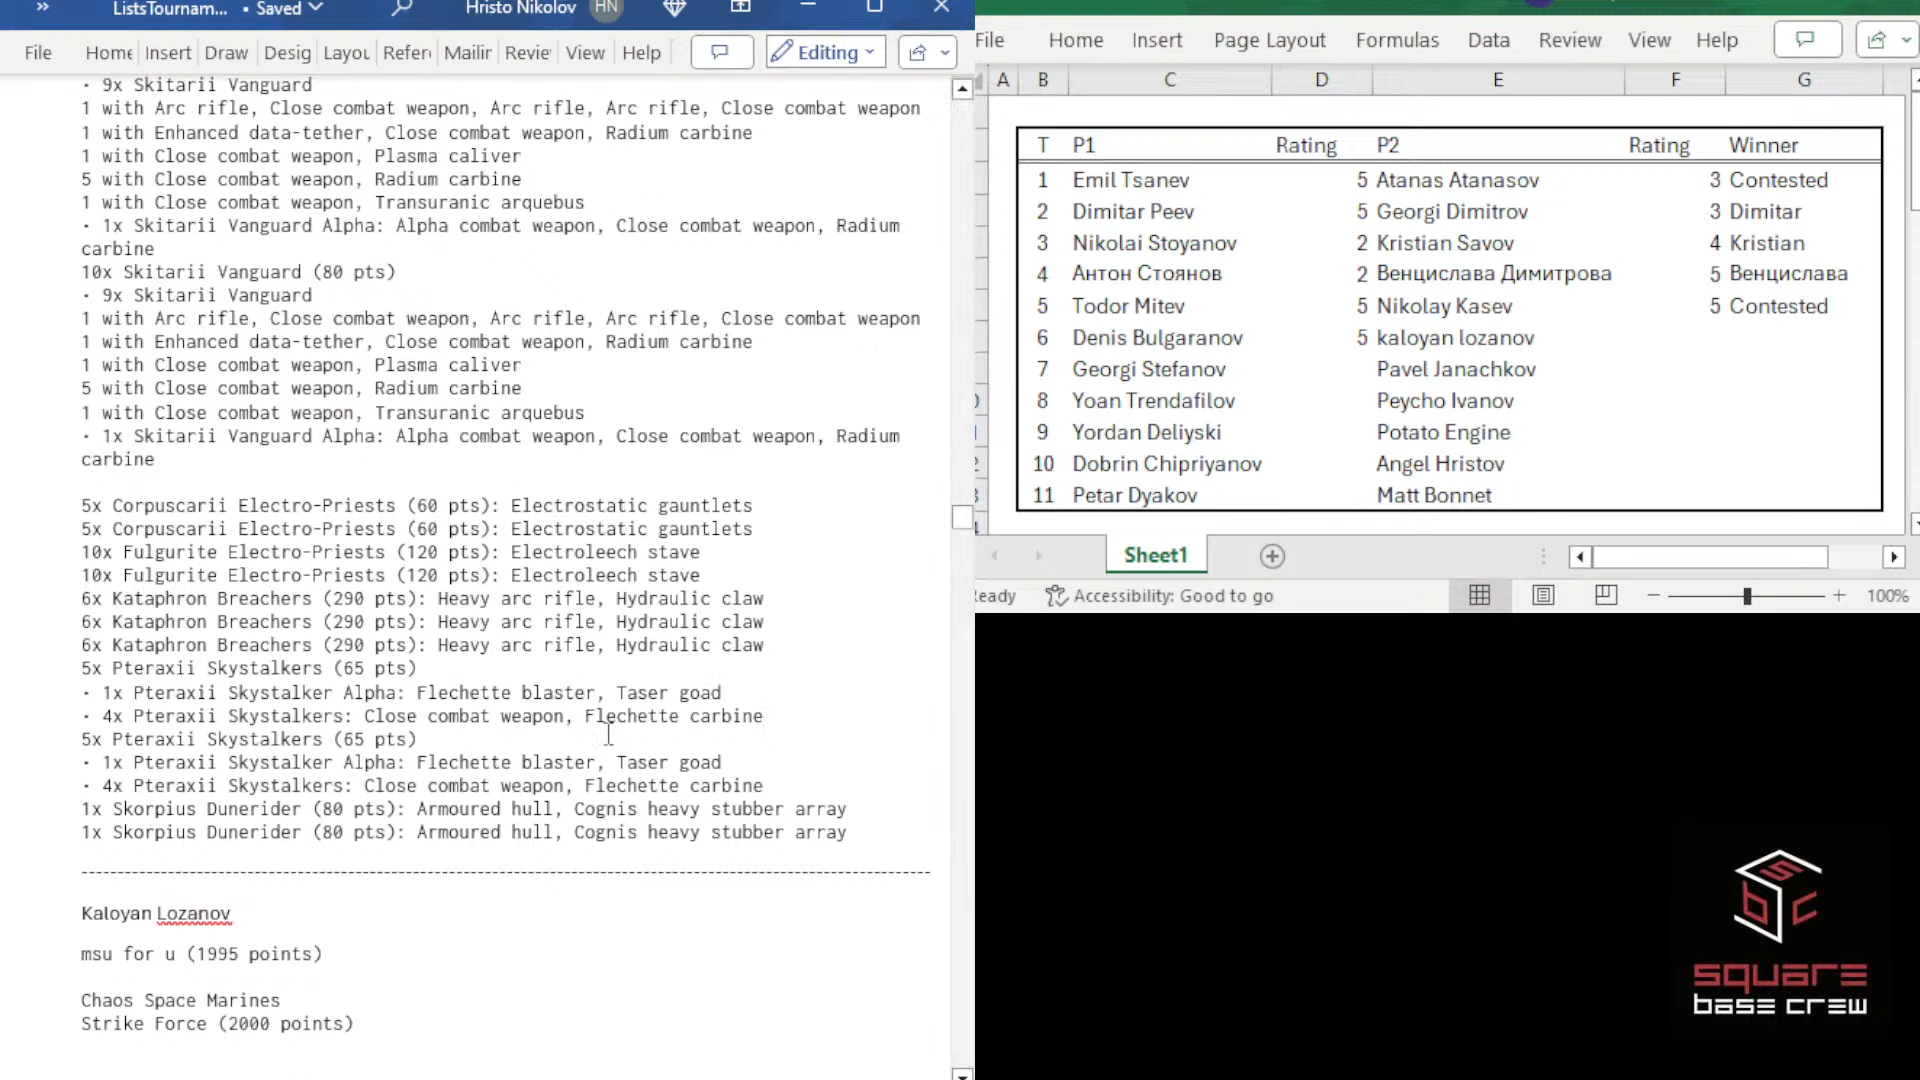 ListsTournam... • Saved
Hristo Nikolov HN
File Home Insert Draw Desig Layou Refer Mailin Revie View Help Editing
• 9x Skitarii Vanguard
1 with Arc rifle, Close combat weapon, Arc rifle, Arc rifle, Close combat weapon
1 with Enhanced data-tether, Close combat weapon, Radium carbine
1 with Close combat weapon, Plasma caliver
5 with Close combat weapon, Radium carbine
1 with Close combat weapon, Transuranic arquebus
• 1x Skitarii Vanguard Alpha: Alpha combat weapon, Close combat weapon, Radium
carbine
10x Skitarii Vanguard (80 pts)
• 9x Skitarii Vanguard
1 with Arc rifle, Close combat weapon, Arc rifle, Arc rifle, Close combat weapon
1 with Enhanced data-tether, Close combat weapon, Radium carbine
1 with Close combat weapon, Plasma caliver
5 with Close combat weapon, Radium carbine
1 with Close combat weapon, Transuranic arquebus
• 1x Skitarii Vanguard Alpha: Alpha combat weapon, Close combat weapon, Radium
carbine
5x Corpuscarii Electro-Priests (60 pts): Electrostatic gauntlets
5x Corpuscarii Electro-Priests (60 pts): Electrostatic gauntlets
10x Fulgurite Electro-Priests (120 pts): Electroleech stave
10x Fulgurite Electro-Priests (120 pts): Electroleech stave
6x Kataphron Breachers (290 pts): Heavy arc rifle, Hydraulic claw
6x Kataphron Breachers (290 pts): Heavy arc rifle, Hydraulic claw
6x Kataphron Breachers (290 pts): Heavy arc rifle, Hydraulic claw
5x Pteraxii Skystalkers (65 pts)
• 1x Pteraxii Skystalker Alpha: Flechette blaster, Taser goad
• 4x Pteraxii Skystalkers: Close combat weapon, Flechette carbine
5x Pteraxii Skystalkers (65 pts)
• 1x Pteraxii Skystalker Alpha: Flechette blaster, Taser goad
• 4x Pteraxii Skystalkers: Close combat weapon, Flechette carbine
1x Skorpius Dunerider (80 pts): Armoured hull, Cognis heavy stubber array
1x Skorpius Dunerider (80 pts): Armoured hull, Cognis heavy stubber array
Kaloyan Lozanov
msu for u (1995 points)
Chaos Space Marines
Strike Force (2000 points)
File Home Insert Page Layout Formulas Data Review View Help
A B C D E F G
T P1 Rating P2 Rating Winner
1 Emil Tsanev 5 Atanas Atanasov 3 Contested
2 Dimitar Peev 5 Georgi Dimitrov 3 Dimitar
3 Nikolai Stoyanov 2 Kristian Savov 4 Kristian
4 Антон Стоянов 2 Венцислава Димитрова 5 Венцислава
5 Todor Mitev 5 Nikolay Kasev 5 Contested
6 Denis Bulgaranov 5 kaloyan lozanov
7 Georgi Stefanov Pavel Janachkov
8 Yoan Trendafilov Peycho Ivanov
9 Yordan Deliyski Potato Engine
10 Dobrin Chipriyanov Angel Hristov
11 Petar Dyakov Matt Bonnet
Sheet1
Ready Accessibility: Good to go 100%
sbc
square
base crew